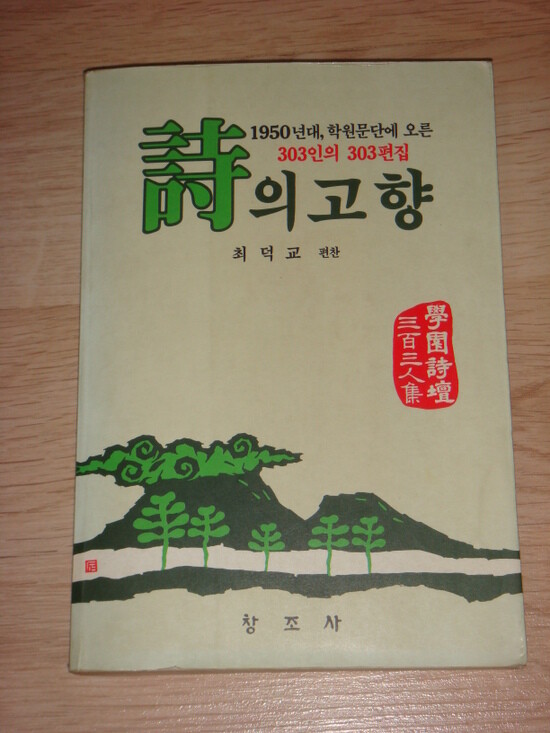 1950년대, 학원문단에 오른
303인의 303편집
詩의고향
최덕교 편찬
學園詩壇
三百三人集
창조사